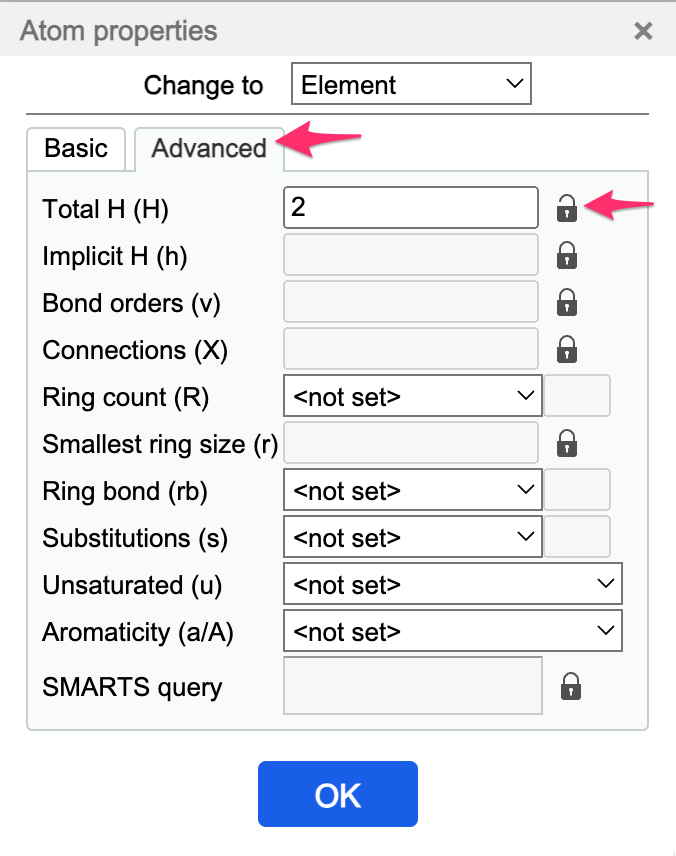 Atom properties ×
Change to Element
Basic Advanced
Total H (H) 2
Implicit H (h)
Bond orders (v)
Connections (X)
Ring count (R) <not set>
Smallest ring size (r)
Ring bond (rb) <not set>
Substitutions (s) <not set>
Unsaturated (u) <not set>
Aromaticity (a/A) <not set>
SMARTS query
OK